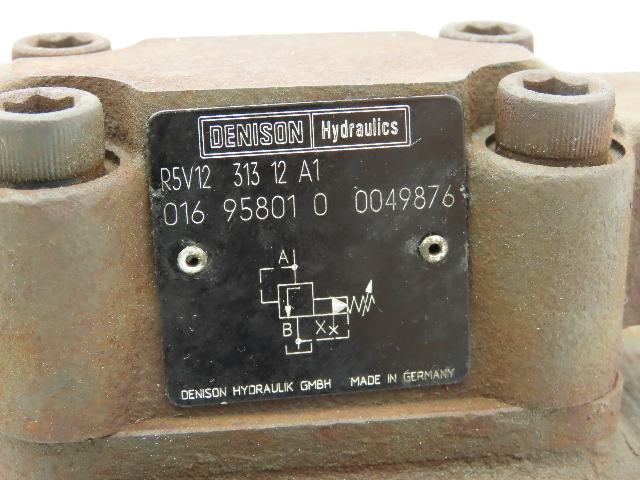 DENISON Hydraulics
R5V12 313 12 A1
016 95801 0 0049876
A
B X x
DENISON HYDRAULIK GMBH MADE IN GERMANY